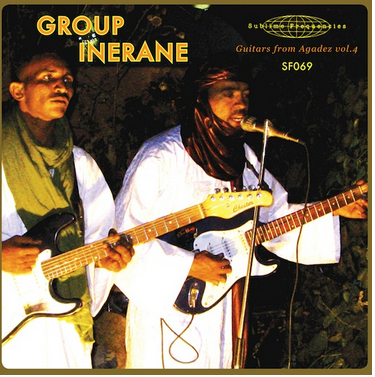 GROUP
INERANE
Sublime Frequencies
Guitars from Agadez vol.4
SF069